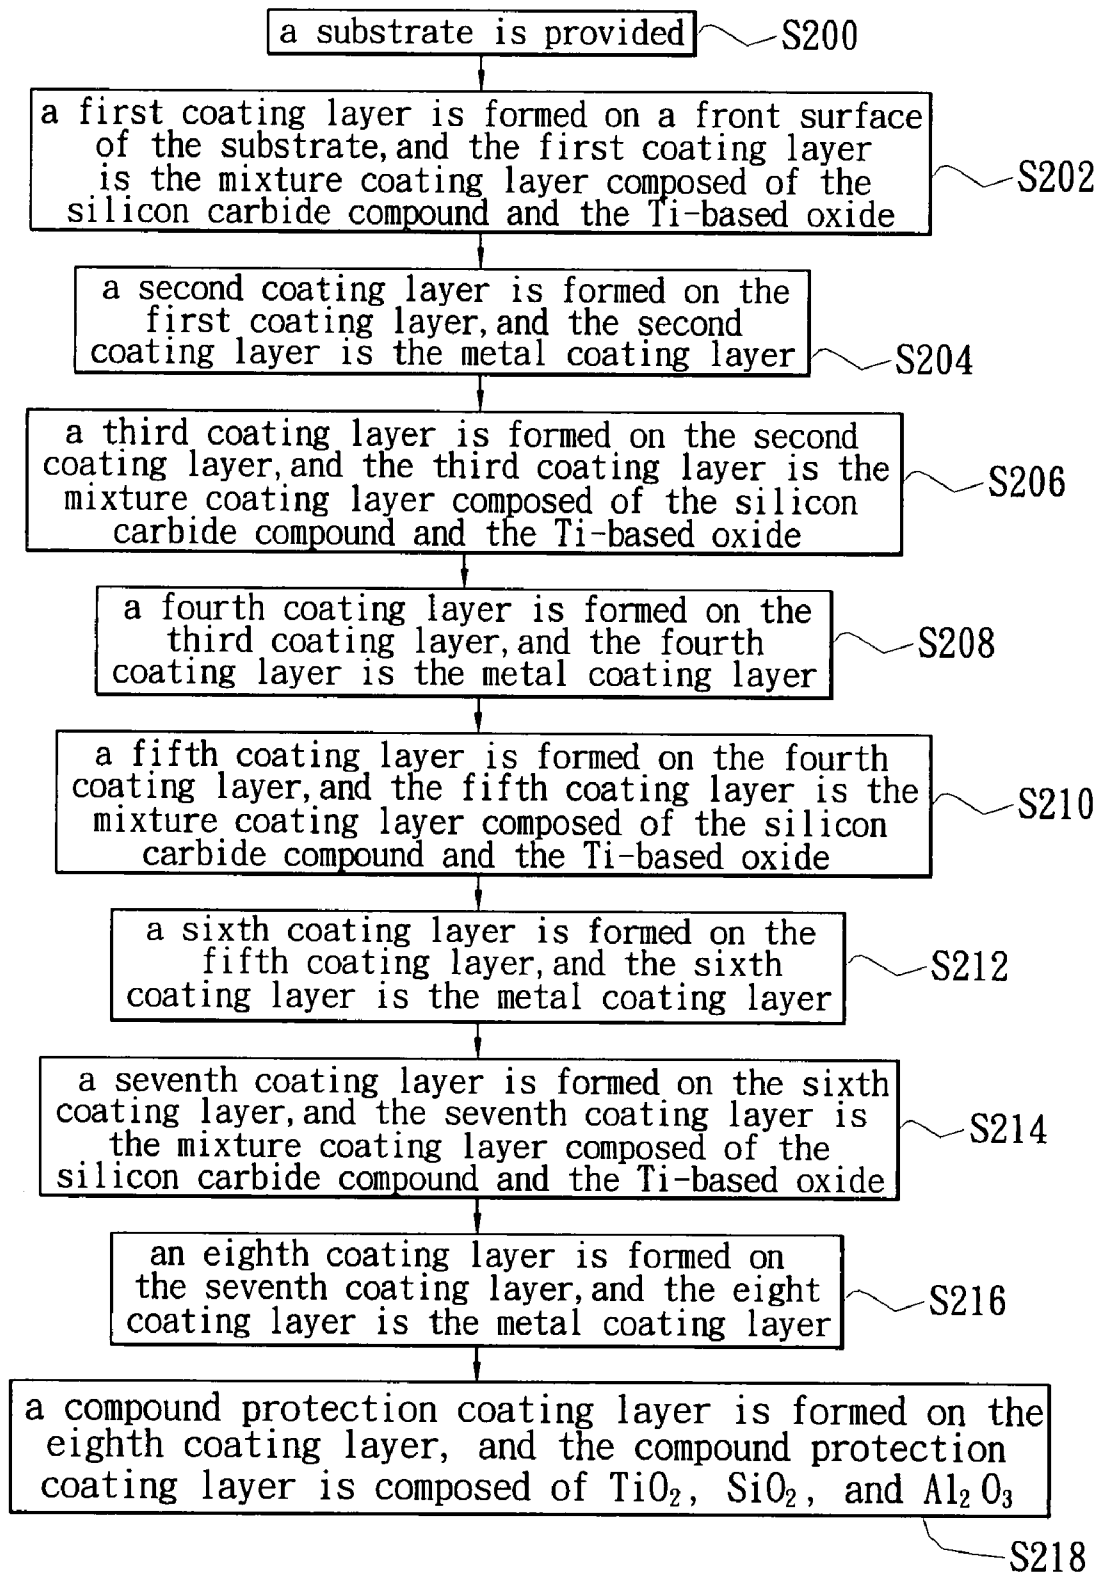 a substrate is provided
S200
a first coating layer is formed on a front surface
of the substrate, and the first coating layer
is the mixture coating layer composed of the
silicon carbide compound and the Ti-based oxide
S202
a second coating layer is formed on the
first coating layer, and the second
coating layer is the metal coating layer
S204
a third coating layer is formed on the second
coating layer, and the third coating layer is the
mixture coating layer composed of the silicon
carbide compound and the Ti-based oxide
S206
a fourth coating layer is formed on the
third coating layer, and the fourth
coating layer is the metal coating layer
S208
a fifth coating layer is formed on the fourth
coating layer, and the fifth coating layer is the
mixture coating layer composed of the silicon
carbide compound and the Ti-based oxide
S210
a sixth coating layer is formed on the
fifth coating layer, and the sixth
coating layer is the metal coating layer
S212
a seventh coating layer is formed on the sixth
coating layer, and the seventh coating layer is
the mixture coating layer composed of the
silicon carbide compound and the Ti-based oxide
S214
an eighth coating layer is formed on
the seventh coating layer, and the eight
coating layer is the metal coating layer
S216
a compound protection coating layer is formed on the
eighth coating layer, and the compound protection
coating layer is composed of TiO₂, SiO₂, and Al₂O₃
S218